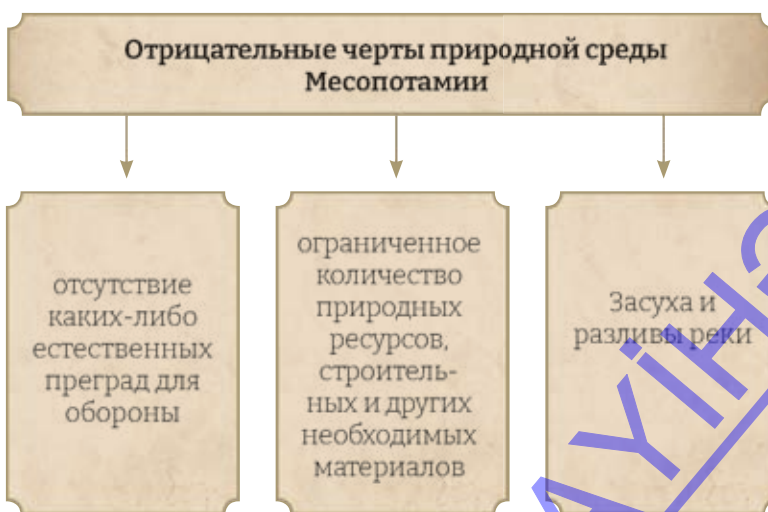 Отрицательные черты природной среды
Месопотамии
отсутствие
каких-либо
естественных
преград для
обороны
ограниченное
количество
природных
ресурсов,
строитель-
ных и других
необходимых
материалов
Засуха и
разливы реки